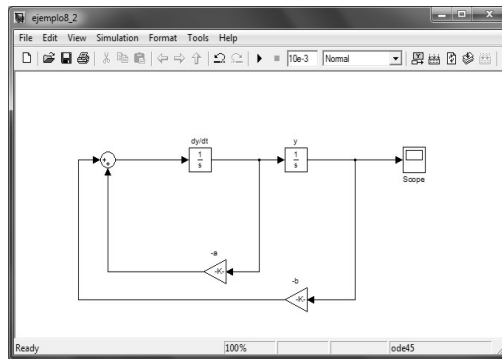 ejemplo8_2
File Edit View Simulation Format Tools Help
10e-3 Normal
dy/dt
1
s
y
1
s
Scope
-a
-K-
-b
-K-
Ready 100% ode45